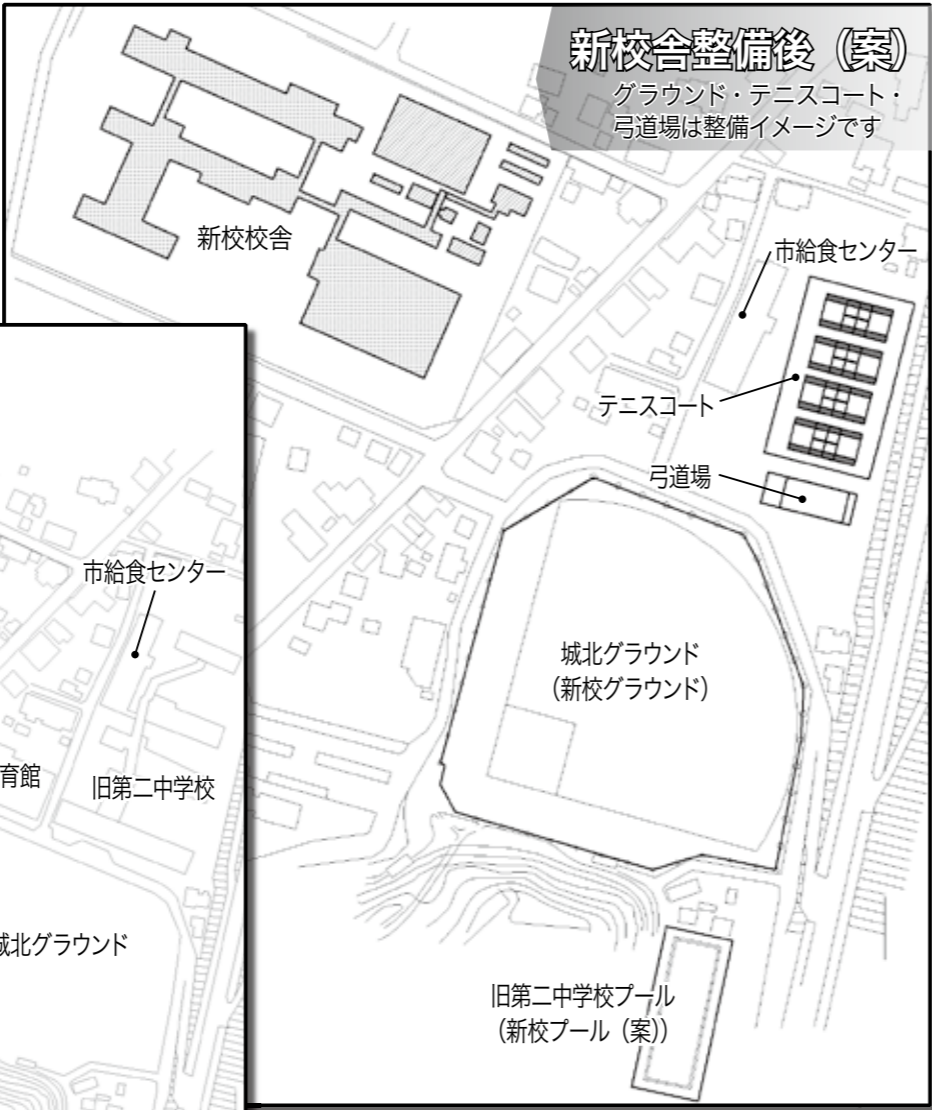 新校舎整備後（案）
グラウンド・テニスコート・
弓道場は整備イメージです
新校校舎
市給食センター
テニスコート
弓道場
城北グラウンド
（新校グラウンド）
旧第二中学校プール
（新校プール（案））
市給食センター
育館
旧第二中学校
城北グラウンド